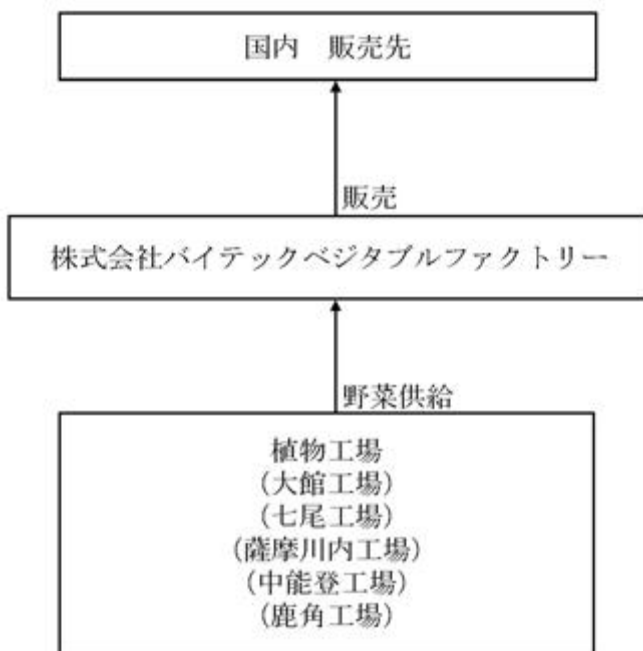 国内　販売先
販売
株式会社バイテックベジタブルファクトリー
野菜供給
植物工場
(大館工場)
(七尾工場)
(薩摩川内工場)
(中能登工場)
(鹿角工場)